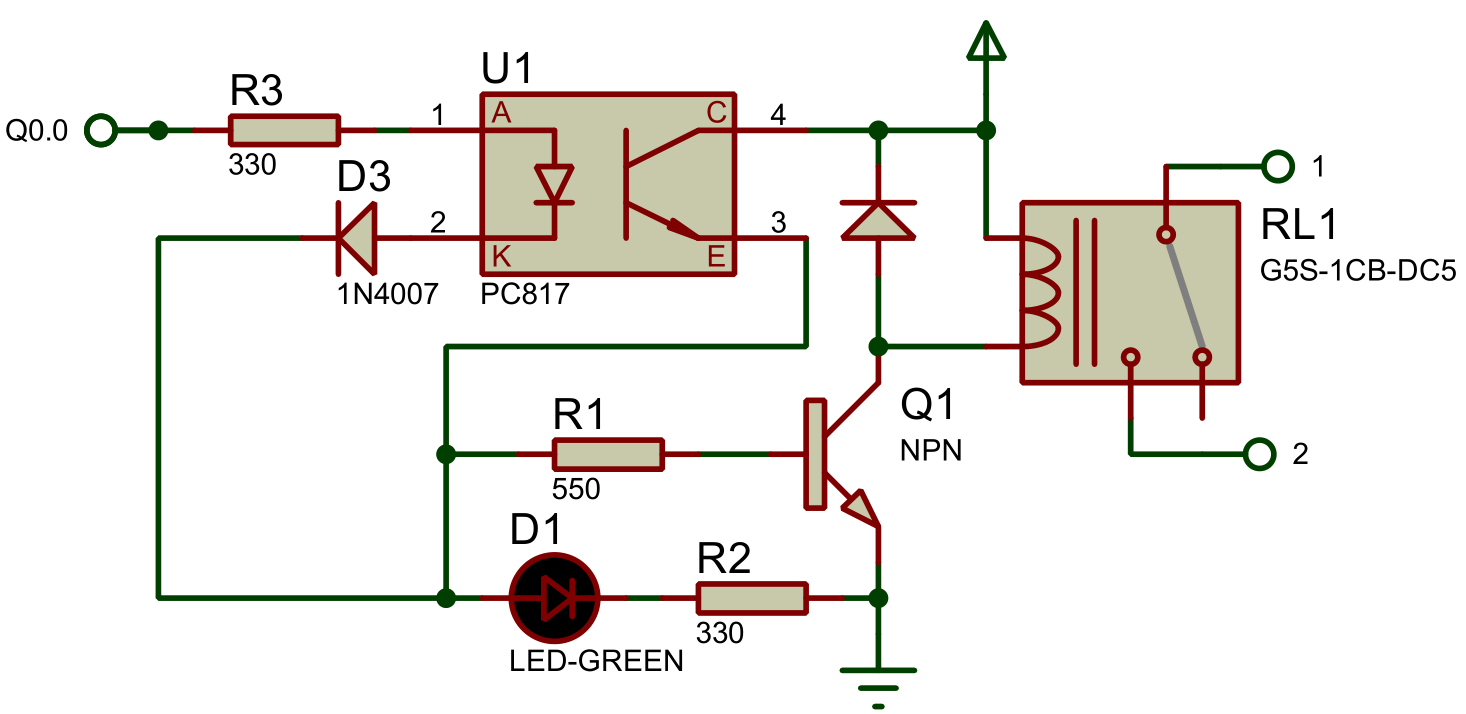 U1
R3
A
C
1
4
Q0.0
330
D3
1
2
3
RL1
K
E
G5S-1CB-DC5
1N4007
PC817
R1
Q1
NPN
2
550
D1
R2
330
LED-GREEN